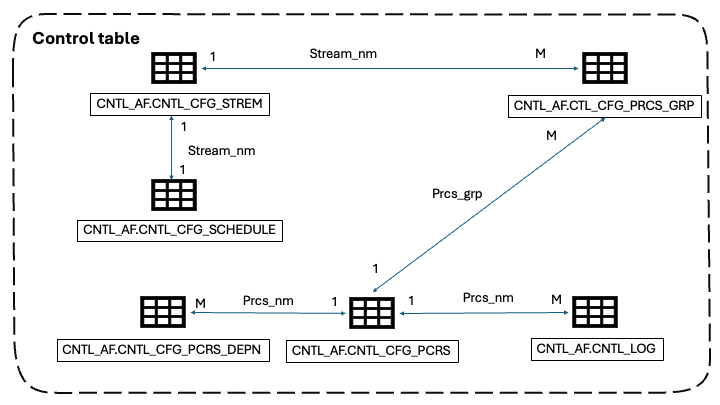 Control table
1
Stream_nm
M
CNTL_AF.CNTL_CFG_STREM
CNTL_AF.CTL_CFG_PRCS_GRP
1
M
Stream_nm
1
Prcs_grp
CNTL_AF.CNTL_CFG_SCHEDULE
1
M
Prcs_nm
1
1
Prcs_nm
M
CNTL_AF.CNTL_CFG_PCRS_DEPN
CNTL_AF.CNTL_CFG_PCRS
CNTL_AF.CNTL_LOG